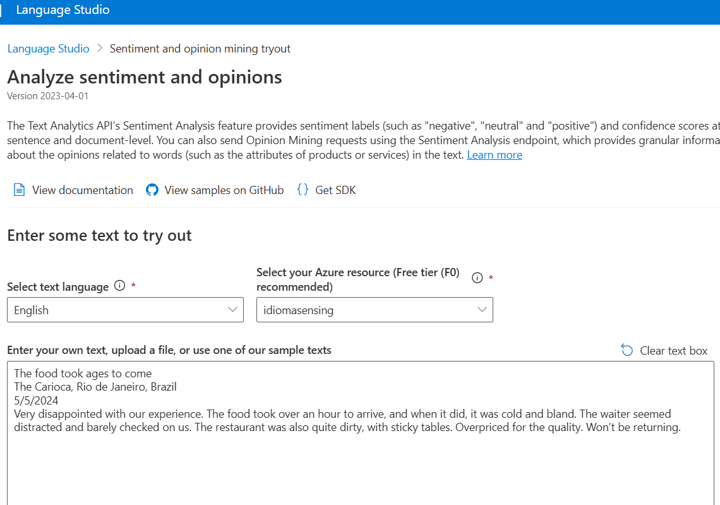 Language Studio
Language Studio > Sentiment and opinion mining tryout
Analyze sentiment and opinions
Version 2023-04-01
The Text Analytics API's Sentiment Analysis feature provides sentiment labels (such as "negative", "neutral" and "positive") and confidence scores at
sentence and document-level. You can also send Opinion Mining requests using the Sentiment Analysis endpoint, which provides granular informa
about the opinions related to words (such as the attributes of products or services) in the text. Learn more
View documentation View samples on GitHub {} Get SDK
Enter some text to try out
Select text language * Select your Azure resource (Free tier (F0)
recommended) *
English idiomasensing
Enter your own text, upload a file, or use one of our sample texts Clear text box
The food took ages to come
The Carioca, Rio de Janeiro, Brazil
5/5/2024
Very disappointed with our experience. The food took over an hour to arrive, and when it did, it was cold and bland. The waiter seemed
distracted and barely checked on us. The restaurant was also quite dirty, with sticky tables. Overpriced for the quality. Won't be returning.